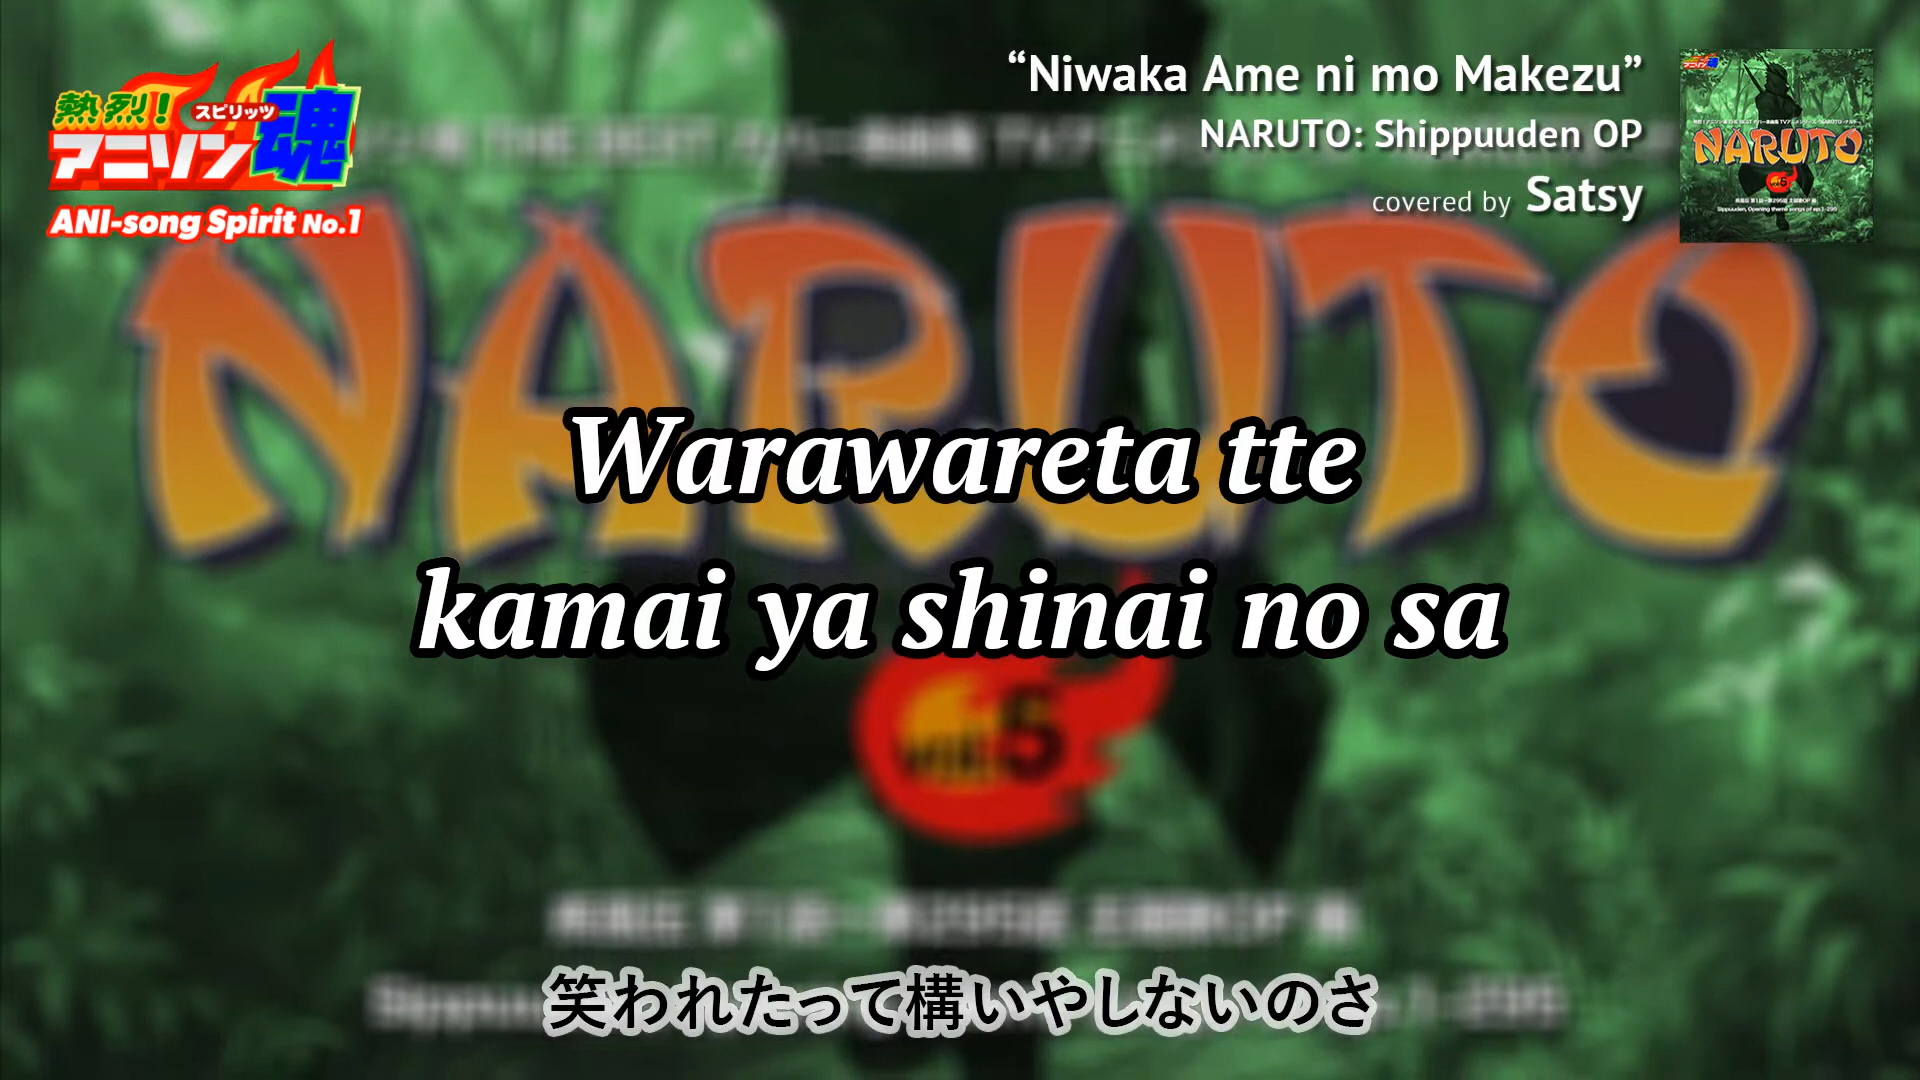 熱烈!
スピリッツ
アニソン魂
ANI-song Spirit No.1
“Niwaka Ame ni mo Makezu”
NARUTO: Shippuuden OP
covered by Satsy
NARUTO
NARUTO
Warawareta tte
kamai ya shinai no sa
vol.5
笑われたって構いやしないのさ